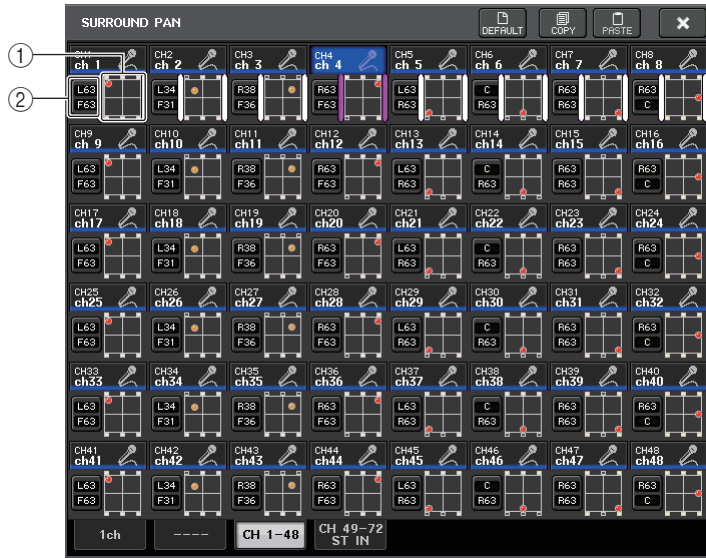 SURROUND PAN DEFAULT COPY PASTE
① ②
CH1 CH2 CH3 CH4 CH5 CH6 CH7 CH8
ch 1 ch 2 ch 3 ch 4 ch 5 ch 6 ch 7 ch 8
L63 L34 R38 R63 L63 C R63 R63
F63 F31 F36 F63 R63 R63 R63 C
CH9 CH10 CH11 CH12 CH13 CH14 CH15 CH16
ch 9 ch10 ch11 ch12 ch13 ch14 ch15 ch16
L63 L34 R38 R63 L63 C R63 R63
F63 F31 F36 F63 R63 R63 R63 C
CH17 CH18 CH19 CH20 CH21 CH22 CH23 CH24
ch17 ch18 ch19 ch20 ch21 ch22 ch23 ch24
L63 L34 R38 R63 L63 C R63 R63
F63 F31 F36 F63 R63 R63 R63 C
CH25 CH26 CH27 CH28 CH29 CH30 CH31 CH32
ch25 ch26 ch27 ch28 ch29 ch30 ch31 ch32
L63 L34 R38 R63 L63 C R63 R63
F63 F31 F36 F63 R63 R63 R63 C
CH33 CH34 CH35 CH36 CH37 CH38 CH39 CH40
ch33 ch34 ch35 ch36 ch37 ch38 ch39 ch40
L63 L34 R38 R63 L63 C R63 R63
F63 F31 F36 F63 R63 R63 R63 C
CH41 CH42 CH43 CH44 CH45 CH46 CH47 CH48
ch41 ch42 ch43 ch44 ch45 ch46 ch47 ch48
L63 L34 R38 R63 L63 C R63 R63
F63 F31 F36 F63 R63 R63 R63 C
1ch ---- CH 1-48 CH 49-72
ST IN